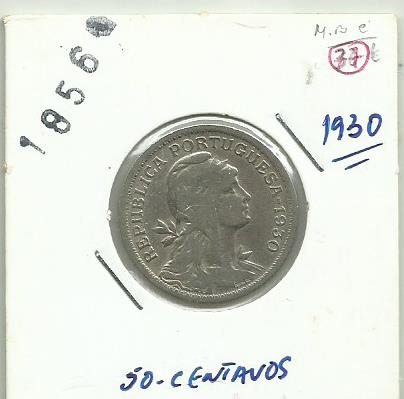 M.R e
37 €
1856
1930
REPUBLICA PORTUGUESA·1930
50-CENTAVOS